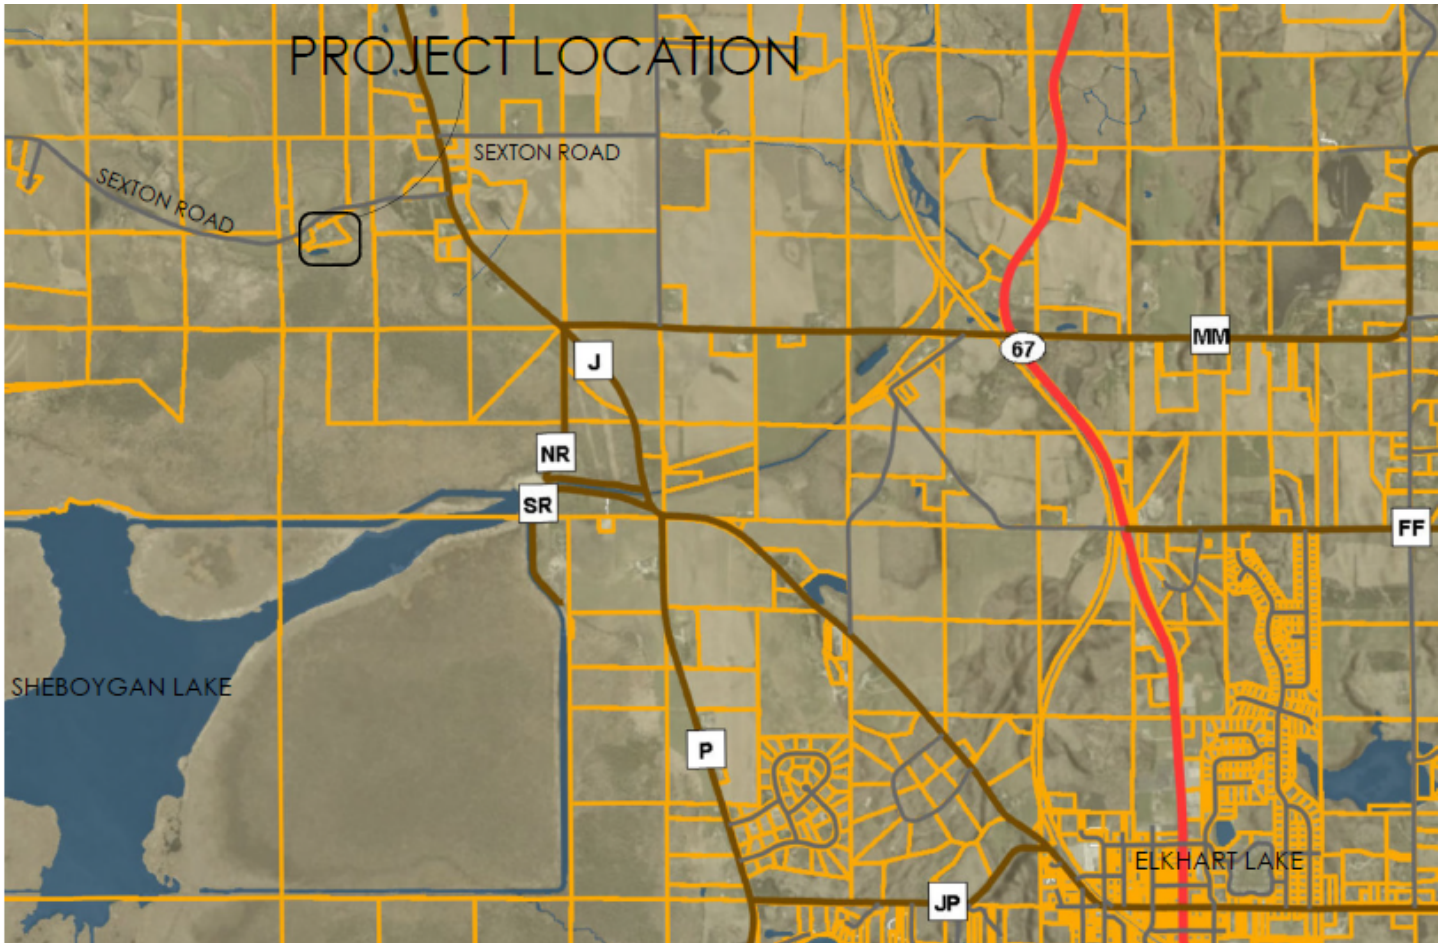 PROJECT LOCATION
SEXTON ROAD
SEXTON ROAD
MM
67
J
NR
SR
FF
SHEBOYGAN LAKE
P
ELKHART LAKE
JP